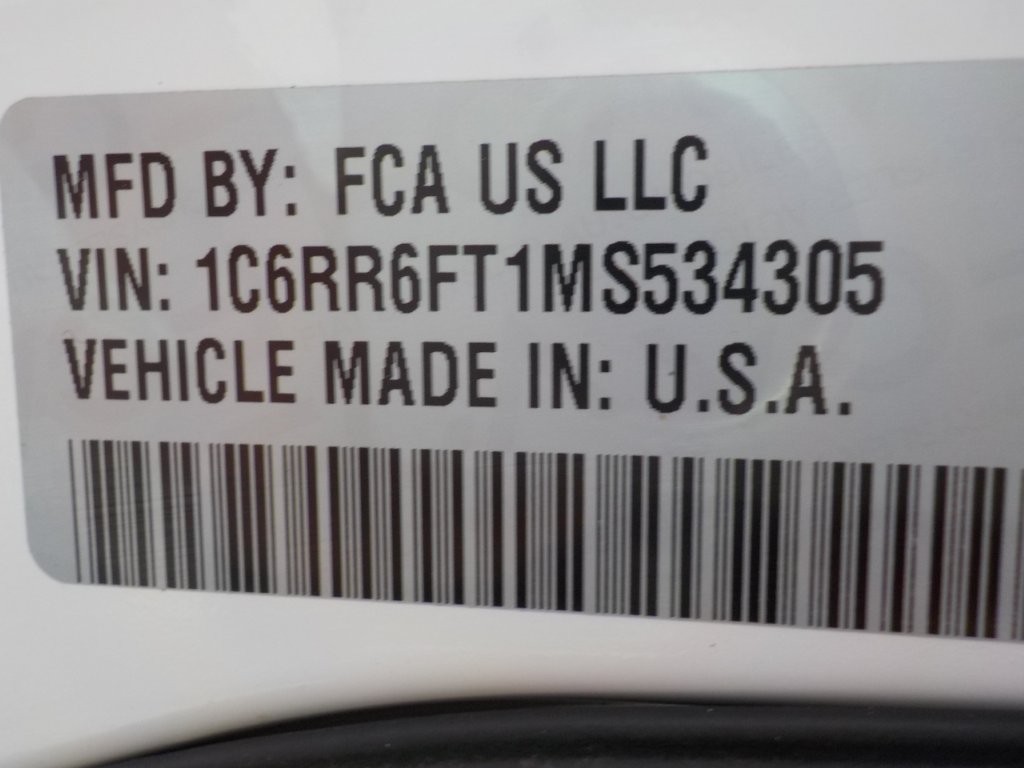 MFD BY: FCA US LLC
VIN: 1C6RR6FT1MS534305
VEHICLE MADE IN: U.S.A.